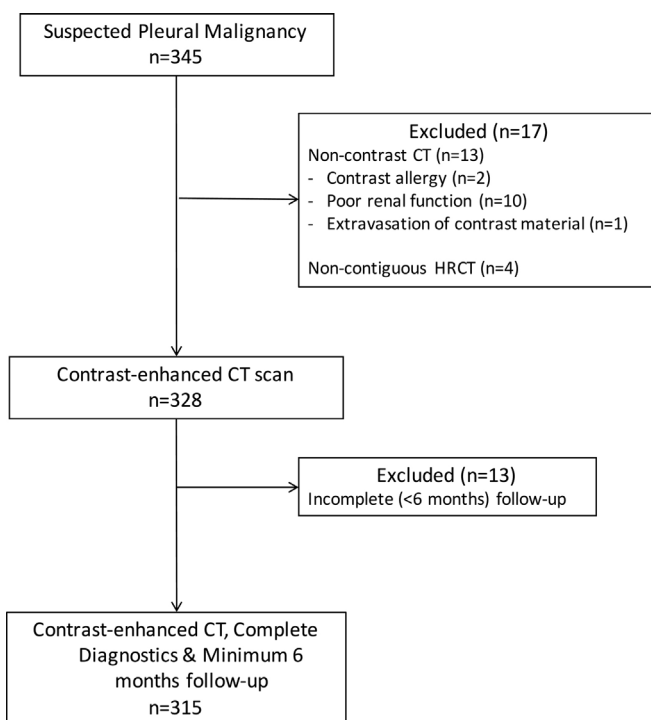 Suspected Pleural Malignancy
n=345
Excluded (n=17)
Non-contrast CT (n=13)
- Contrast allergy (n=2)
- Poor renal function (n=10)
- Extravasation of contrast material (n=1)
Non-contiguous HRCT (n=4)
Contrast-enhanced CT scan
n=328
Excluded (n=13)
Incomplete (<6 months) follow-up
Contrast-enhanced CT, Complete
Diagnostics & Minimum 6
months follow-up
n=315